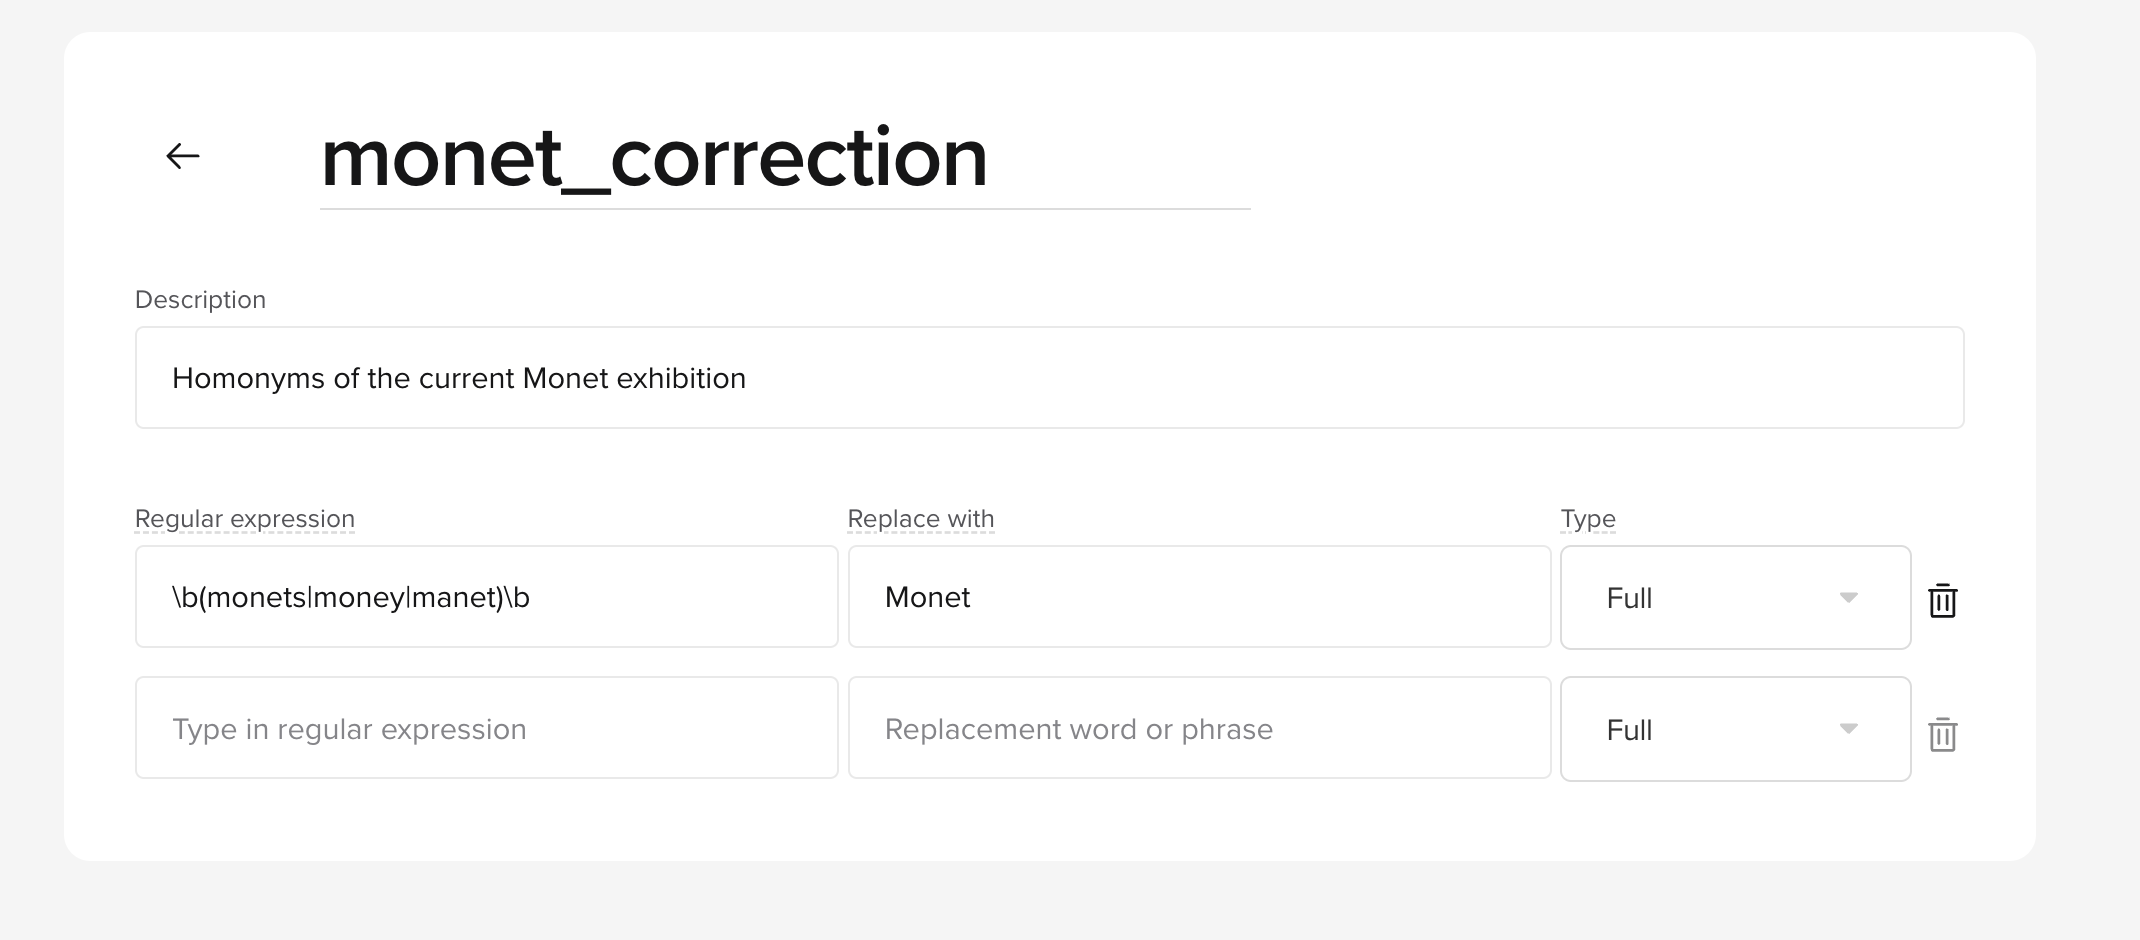 monet_correction
Description
Homonyms of the current Monet exhibition
Regular expression Replace with Type
\b(monets|money|manet)\b Monet Full
Type in regular expression Replacement word or phrase Full